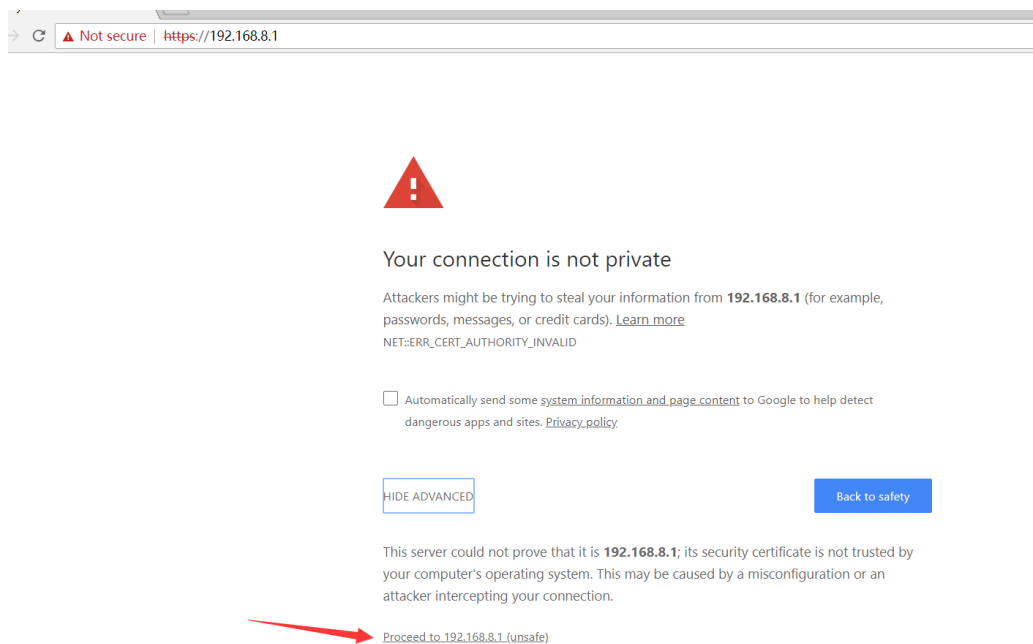 Not secure | https://192.168.8.1
Your connection is not private
Attackers might be trying to steal your information from 192.168.8.1 (for example,
passwords, messages, or credit cards). Learn more
NET::ERR_CERT_AUTHORITY_INVALID
Automatically send some system information and page content to Google to help detect
dangerous apps and sites. Privacy policy
HIDE ADVANCED
Back to safety
This server could not prove that it is 192.168.8.1; its security certificate is not trusted by
your computer's operating system. This may be caused by a misconfiguration or an
attacker intercepting your connection.
Proceed to 192.168.8.1 (unsafe)